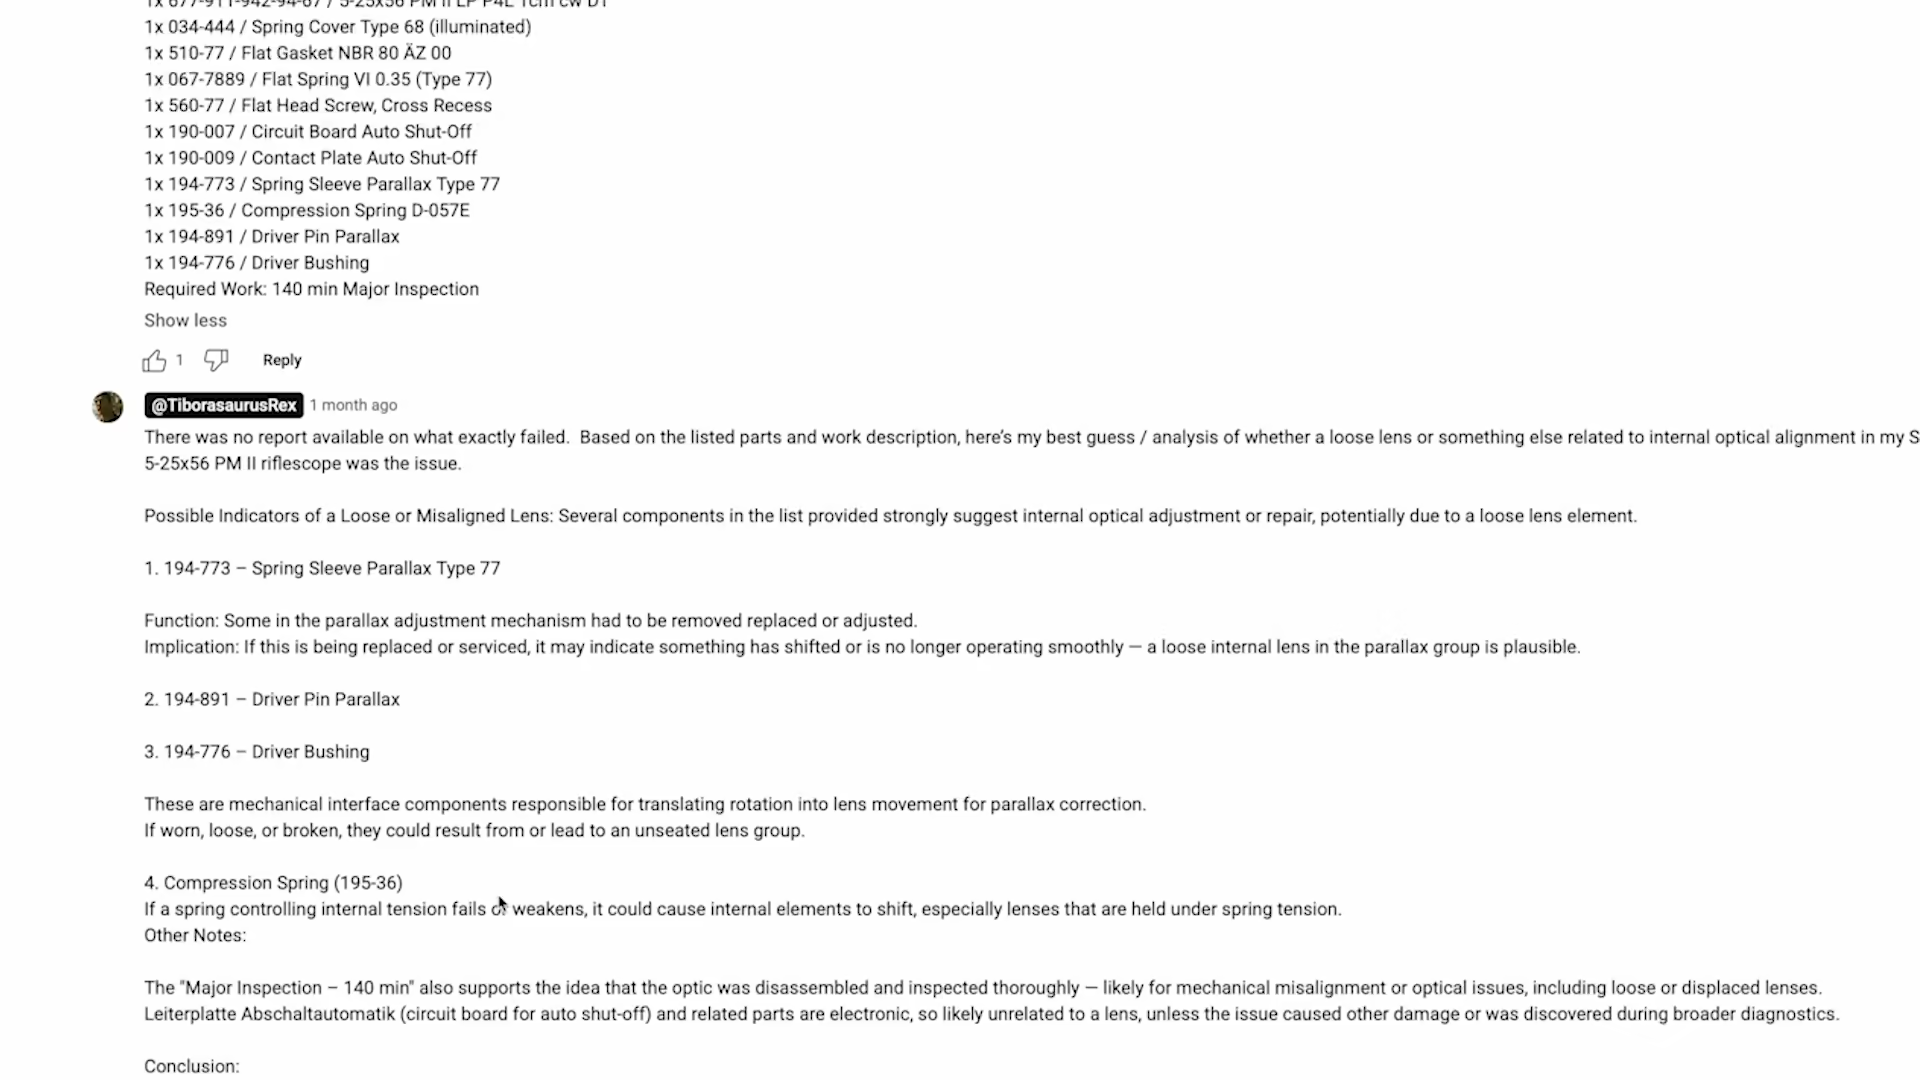 1x 677-911-942-94-67 / 5-25x56 PM II LP P4L 1cm cw DT
1x 034-444 / Spring Cover Type 68 (illuminated)
1x 510-77 / Flat Gasket NBR 80 ÄZ 00
1x 067-7889 / Flat Spring VI 0.35 (Type 77)
1x 560-77 / Flat Head Screw, Cross Recess
1x 190-007 / Circuit Board Auto Shut-Off
1x 190-009 / Contact Plate Auto Shut-Off
1x 194-773 / Spring Sleeve Parallax Type 77
1x 195-36 / Compression Spring D-057E
1x 194-891 / Driver Pin Parallax
1x 194-776 / Driver Bushing
Required Work: 140 min Major Inspection
Show less
1 Reply
@TiborasaurusRex 1 month ago
There was no report available on what exactly failed. Based on the listed parts and work description, here's my best guess / analysis of whether a loose lens or something else related to internal optical alignment in my S
5-25x56 PM II riflescope was the issue.
Possible Indicators of a Loose or Misaligned Lens: Several components in the list provided strongly suggest internal optical adjustment or repair, potentially due to a loose lens element.
1. 194-773 – Spring Sleeve Parallax Type 77
Function: Some in the parallax adjustment mechanism had to be removed replaced or adjusted.
Implication: If this is being replaced or serviced, it may indicate something has shifted or is no longer operating smoothly — a loose internal lens in the parallax group is plausible.
2. 194-891 – Driver Pin Parallax
3. 194-776 – Driver Bushing
These are mechanical interface components responsible for translating rotation into lens movement for parallax correction.
If worn, loose, or broken, they could result from or lead to an unseated lens group.
4. Compression Spring (195-36)
If a spring controlling internal tension fails or weakens, it could cause internal elements to shift, especially lenses that are held under spring tension.
Other Notes:
The "Major Inspection – 140 min" also supports the idea that the optic was disassembled and inspected thoroughly — likely for mechanical misalignment or optical issues, including loose or displaced lenses.
Leiterplatte Abschaltautomatik (circuit board for auto shut-off) and related parts are electronic, so likely unrelated to a lens, unless the issue caused other damage or was discovered during broader diagnostics.
Conclusion: